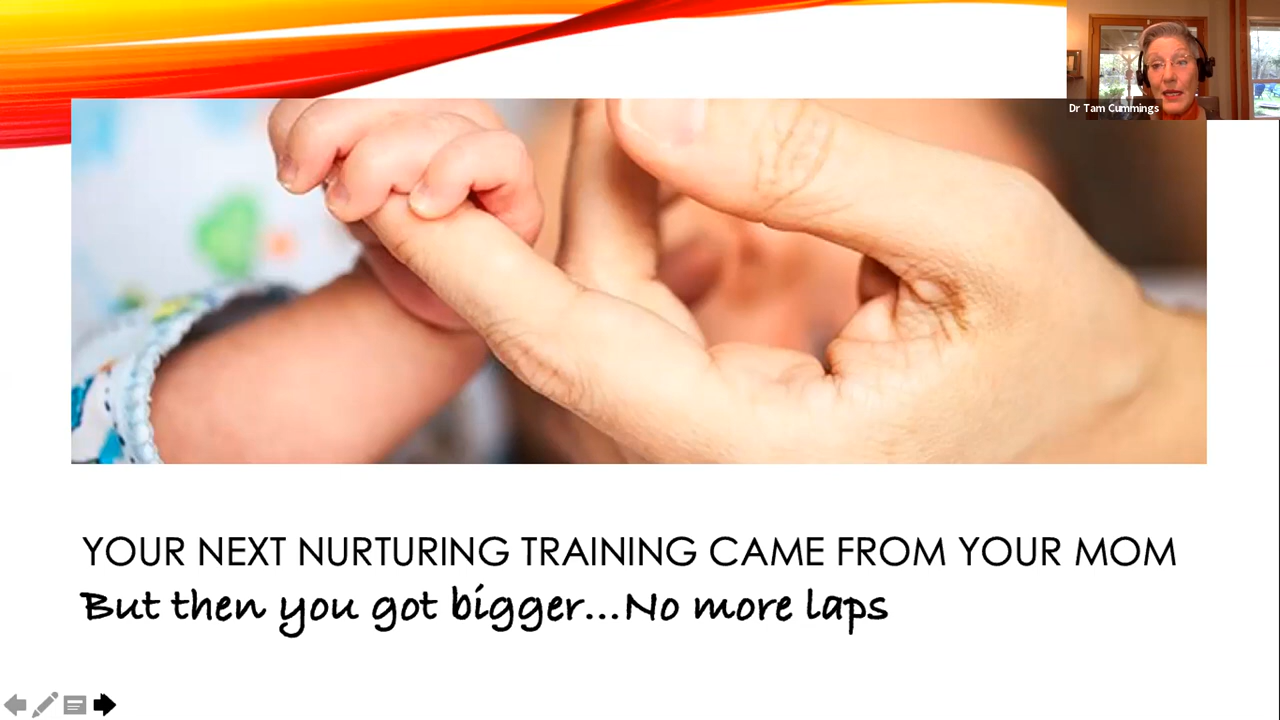 Dr Tam Cummings
YOUR NEXT NURTURING TRAINING CAME FROM YOUR MOM
But then you got bigger...No more laps